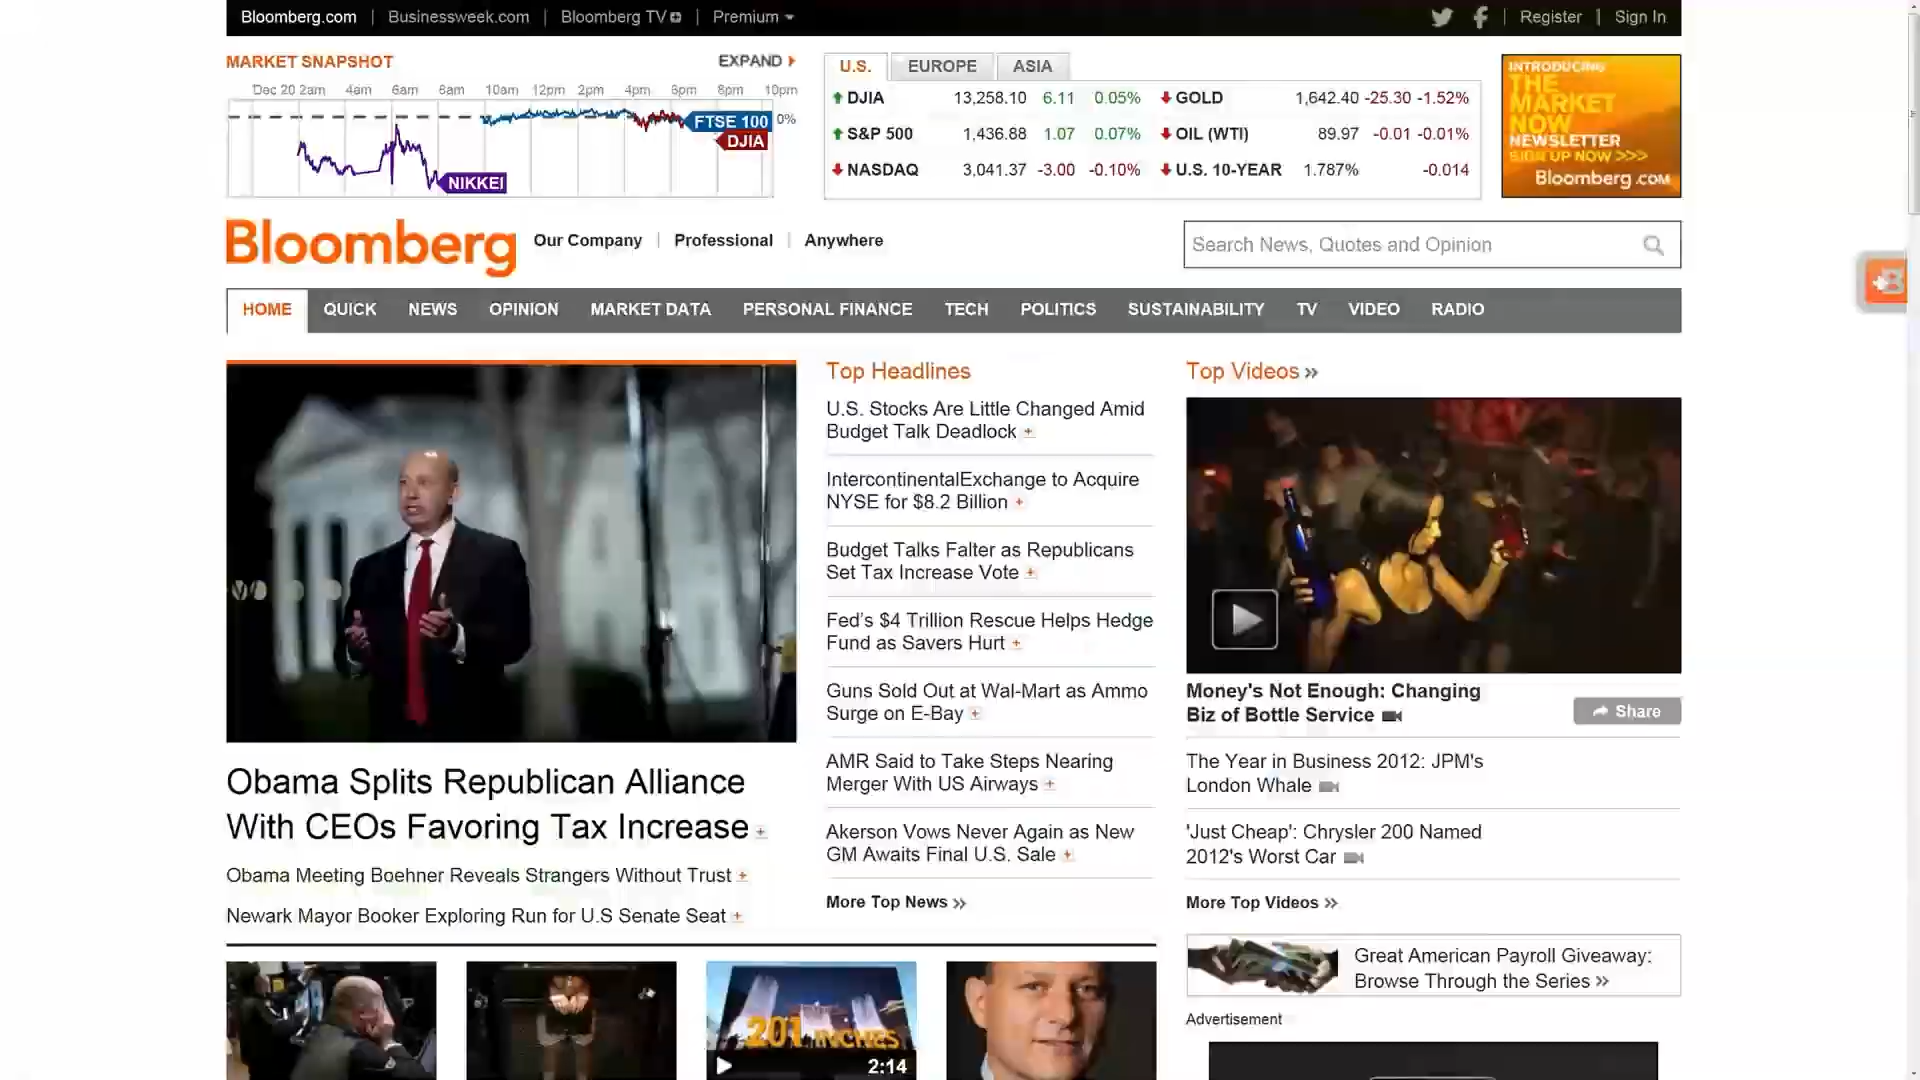 Bloomberg.com | Businessweek.com | Bloomberg TV | Premium
Register | Sign In
MARKET SNAPSHOT
EXPAND
Dec 20 2am 4am 6am 8am 10am 12pm 2pm 4pm 6pm 8pm 10pm
FTSE 100
0%
DJIA
NIKKEI
U.S. EUROPE ASIA
DJIA 13,258.10 6.11 0.05%
GOLD 1,642.40 -25.30 -1.52%
S&P 500 1,436.88 1.07 0.07%
OIL (WTI) 89.97 -0.01 -0.01%
NASDAQ 3,041.37 -3.00 -0.10%
U.S. 10-YEAR 1.787% -0.014
INTRODUCING
THE
MARKET
NOW
NEWSLETTER
SIGN UP NOW >>>
Bloomberg.com
Bloomberg
Our Company | Professional | Anywhere
Search News, Quotes and Opinion
HOME QUICK NEWS OPINION MARKET DATA PERSONAL FINANCE TECH POLITICS SUSTAINABILITY TV VIDEO RADIO
Obama Splits Republican Alliance
With CEOs Favoring Tax Increase +
Obama Meeting Boehner Reveals Strangers Without Trust +
Newark Mayor Booker Exploring Run for U.S Senate Seat +
Top Headlines
U.S. Stocks Are Little Changed Amid
Budget Talk Deadlock +
IntercontinentalExchange to Acquire
NYSE for $8.2 Billion +
Budget Talks Falter as Republicans
Set Tax Increase Vote +
Fed's $4 Trillion Rescue Helps Hedge
Fund as Savers Hurt +
Guns Sold Out at Wal-Mart as Ammo
Surge on E-Bay +
AMR Said to Take Steps Nearing
Merger With US Airways +
Akerson Vows Never Again as New
GM Awaits Final U.S. Sale +
More Top News »
Top Videos »
Money's Not Enough: Changing
Biz of Bottle Service
Share
The Year in Business 2012: JPM's
London Whale
'Just Cheap': Chrysler 200 Named
2012's Worst Car
More Top Videos »
Great American Payroll Giveaway:
Browse Through the Series »
Advertisement
201 INCHES
2:14